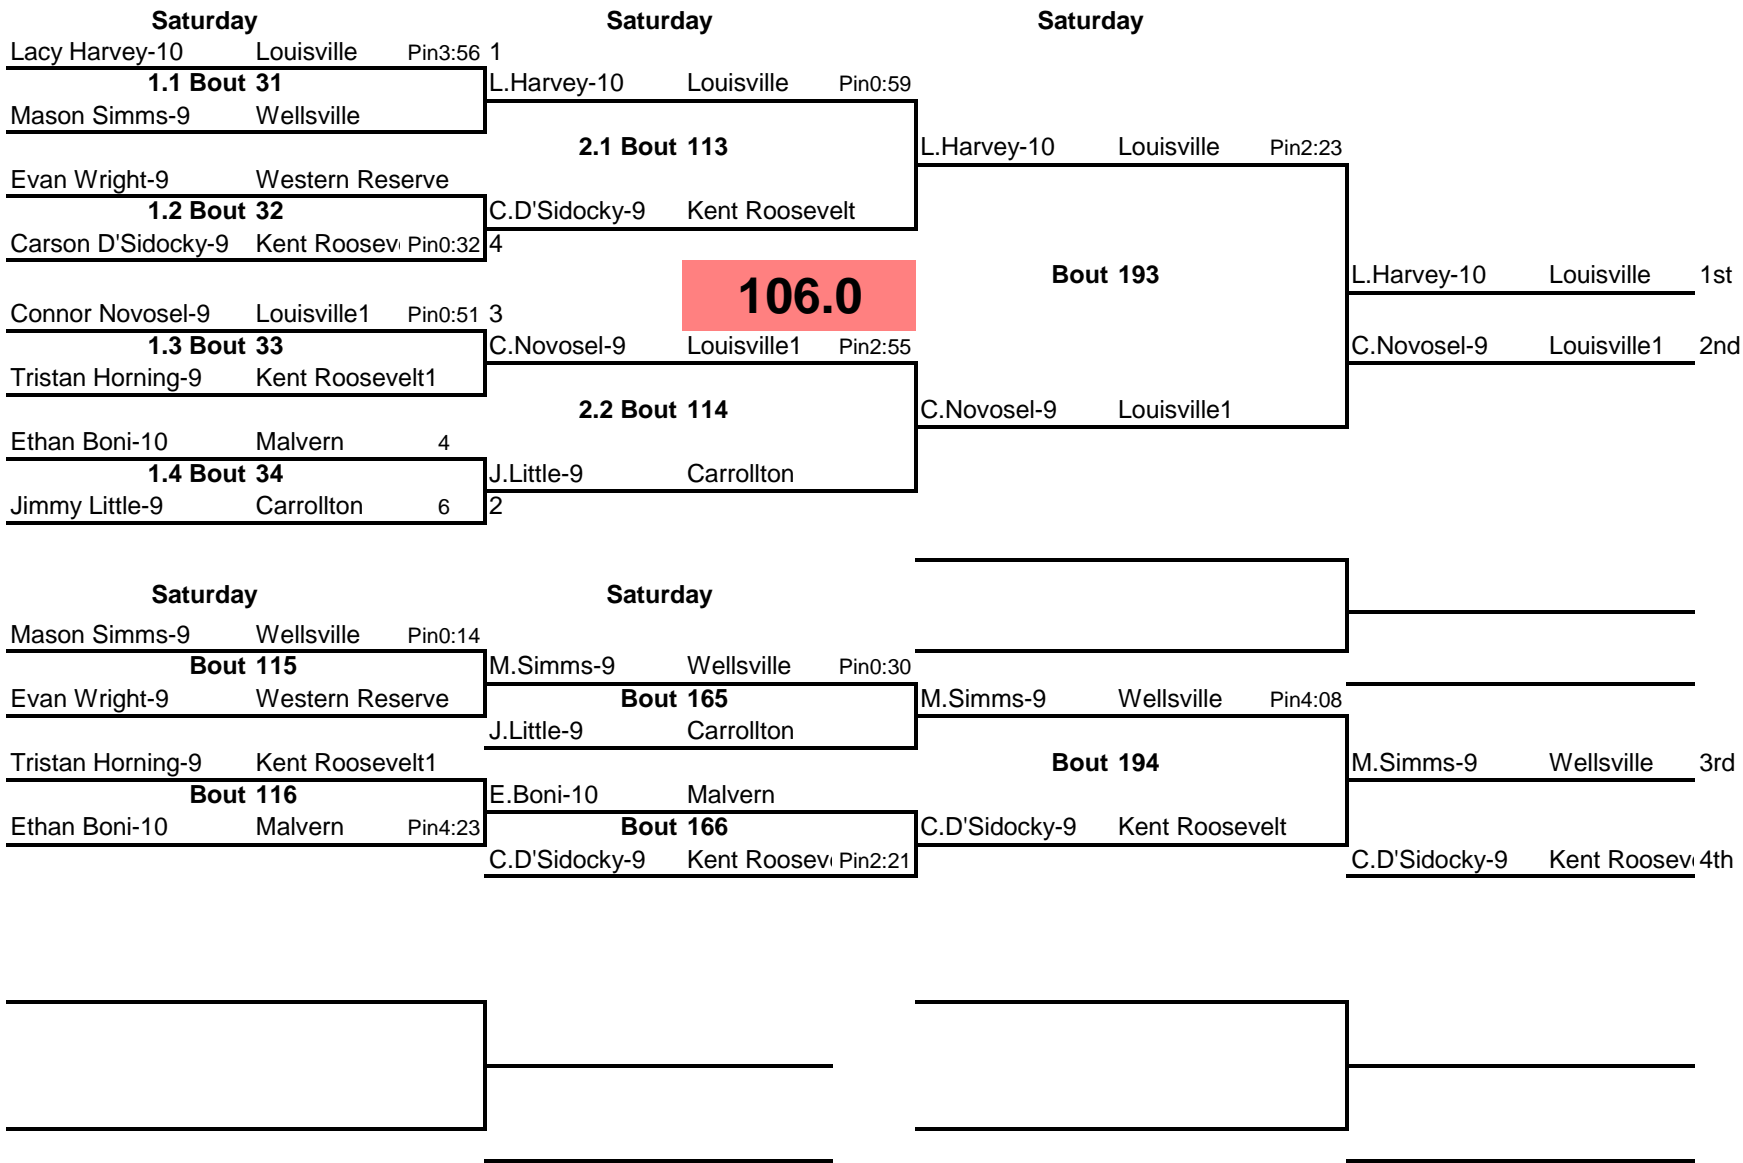 Saturday Saturday Saturday
Lacy Harvey-10 Louisville Pin3:56 1
1.1 Bout 31 L.Harvey-10 Louisville Pin0:59
Mason Simms-9 Wellsville
2.1 Bout 113 L.Harvey-10 Louisville Pin2:23
Evan Wright-9 Western Reserve
1.2 Bout 32 C.D'Sidocky-9 Kent Roosevelt
Carson D'Sidocky-9 Kent Roosev Pin0:32 4
106.0 Bout 193 L.Harvey-10 Louisville 1st
Connor Novosel-9 Louisville1 Pin0:51 3
1.3 Bout 33 C.Novosel-9 Louisville1 Pin2:55 C.Novosel-9 Louisville1 2nd
Tristan Horning-9 Kent Roosevelt1
2.2 Bout 114 C.Novosel-9 Louisville1
Ethan Boni-10 Malvern 4
1.4 Bout 34 J.Little-9 Carrollton
Jimmy Little-9 Carrollton 6 2
Saturday Saturday
Mason Simms-9 Wellsville Pin0:14
Bout 115 M.Simms-9 Wellsville Pin0:30
Evan Wright-9 Western Reserve Bout 165 M.Simms-9 Wellsville Pin4:08
J.Little-9 Carrollton
Tristan Horning-9 Kent Roosevelt1 Bout 194 M.Simms-9 Wellsville 3rd
Bout 116 E.Boni-10 Malvern
Ethan Boni-10 Malvern Pin4:23 Bout 166 C.D'Sidocky-9 Kent Roosevelt
C.D'Sidocky-9 Kent Roosev Pin2:21 C.D'Sidocky-9 Kent Roosev 4th